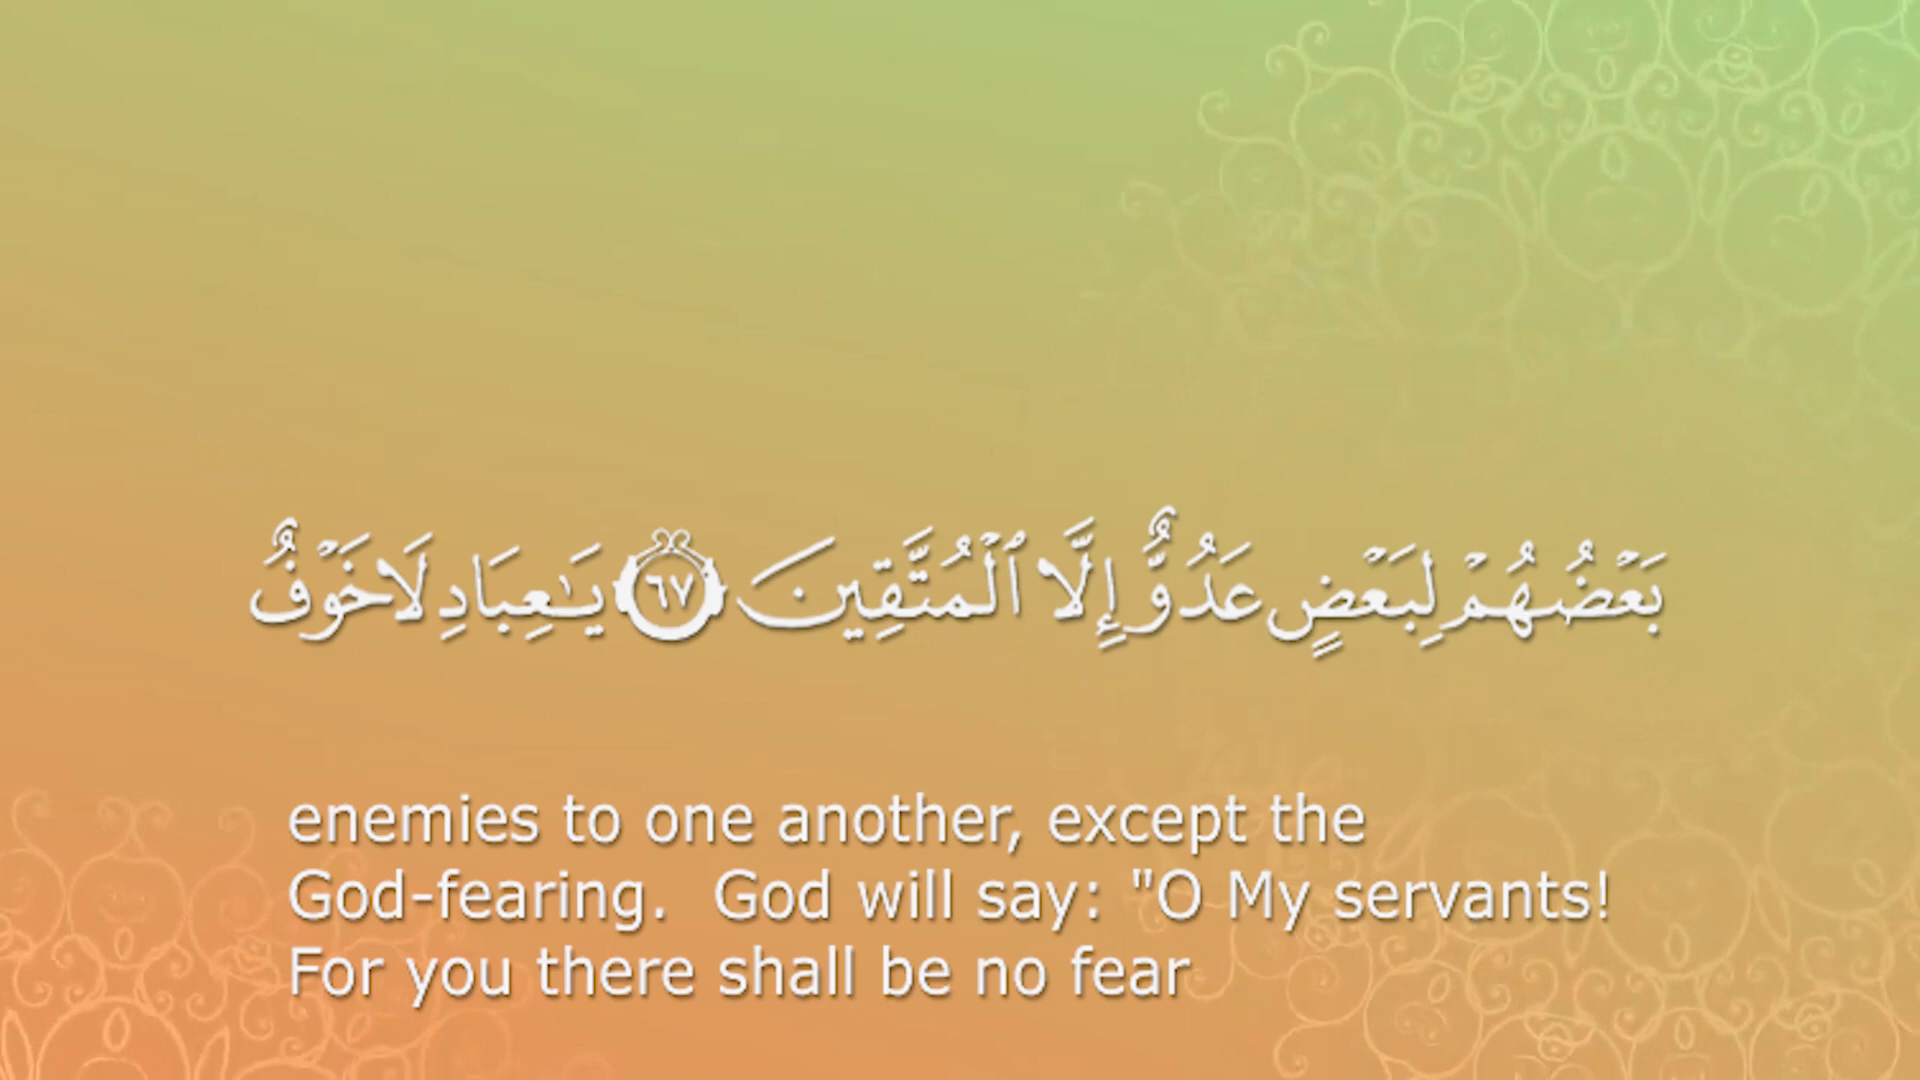 بَعْضُهُمْ لِبَعْضٍ عَدُوٌّ إِلَّا ٱلْمُتَّقِينَ ٦٧ يَـٰعِبَادِ لَا خَوْفٌ
enemies to one another, except the
God-fearing.  God will say: "O My servants!
For you there shall be no fear